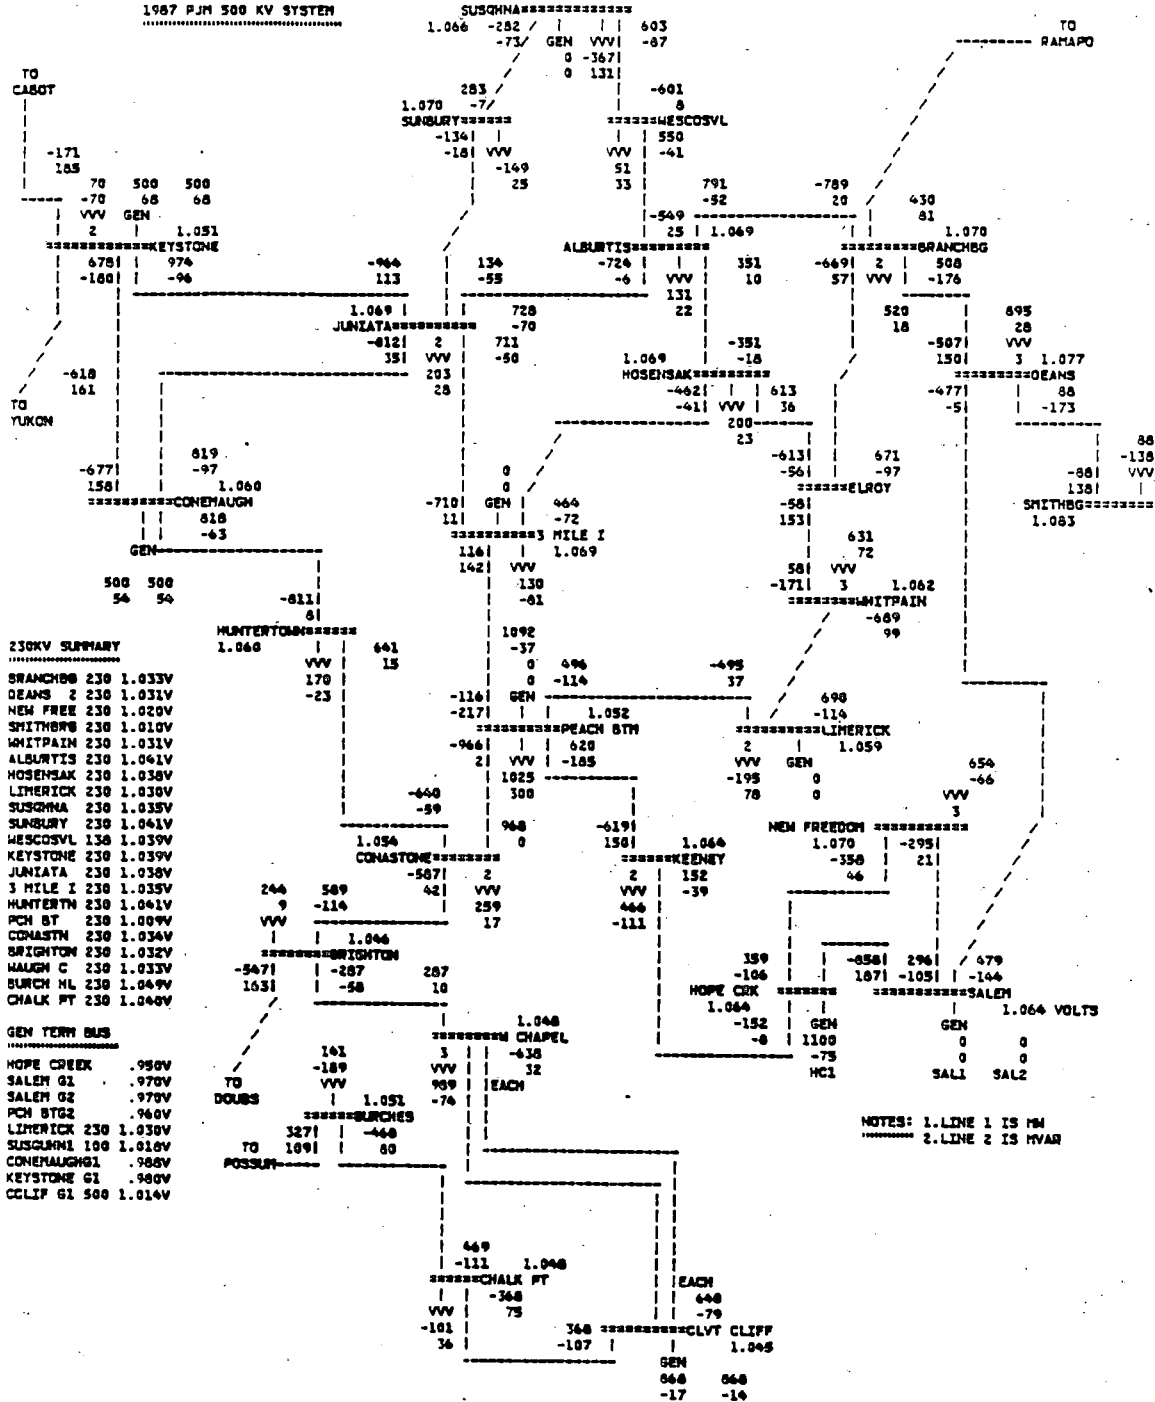 1987 PJM 500 KV SYSTEM
SUSQHNA=============
1.066 -282 | | 603
-73 GEN VVV| -87
0 -367|
0 131|
TO
RAMAPO
TO
CABOT
283 -601
1.070 -7 8
SUNBURY====== ======WESCOSVL
-134| | | | 550
-18| VVV VVV | -41
-149 51
25 33
-171
185
70 500 500
-70 68 68
VVV GEN
2 | 1.051
============KEYSTONE
678| | 974
-180| | -96
791 -789 430
-52 20 81
-549
25 | 1.069 1.070
ALBURTIS========= =========BRANCHBG
-964 134 -724 351 -669| 2 508
113 -55 -6 VVV 10 57| VVV -176
131
22
1.069 728
JUNIATA========== -70
-812| 2 711
35| VVV -50
203
28
520 895
18 28
-507 VVV
150| 3 1.077
=========DEANS
-477 88
-5| -173
-351
1.069 -18
HOSENSAK==========
-462| | | 613
-41| VVV | 36
200
23
-618
161
TO
YUKON
88
-88| -138
138| VVV
SMITHBG========
1.083
819
-677 -97
158| 1.060
==========CONEMAUGH
818
-63
GEN
500 500
54 54
0
0
-710| GEN 464
11| -72
==========3 MILE I
116| 1.069
142| VVV
130
-81
-613 671
-56| -97
======ELROY
-58
153|
631
72
58| VVV
-171| 3 1.062
========WHITPAIN
-689
99
-811
8|
HUNTERTOWN======
1.060 641
VVV 15
170
-23
1092
-37
0 496 -495
0 -114 37
-116| GEN
-217| 1.052
==========PEACH BTM
-966| | 620
2| VVV | -185
1025
300
698
-114
==========LIMERICK
2 | 1.059
VVV GEN
-195 0
78 0
654
-66
VVV
3
NEW FREEDOM ===========
1.070 -295|
-358 21|
46
-640
-59
1.054 968
0
CONASTONE========
-587| 2
42| VVV
259
17
-619
150| 1.064
======KEENEY
2 152
VVV -39
466
-111
230KV SUMMARY
BRANCHBG 230 1.033V
DEANS 2 230 1.031V
NEW FREE 230 1.020V
SMITHBRG 230 1.010V
WHITPAIN 230 1.031V
ALBURTIS 230 1.041V
HOSENSAK 230 1.038V
LIMERICK 230 1.030V
SUSQHNA 230 1.035V
SUNBURY 230 1.041V
WESCOSVL 138 1.039V
KEYSTONE 230 1.039V
JUNIATA 230 1.038V
3 MILE I 230 1.035V
HUNTERTN 230 1.041V
PCH BT 230 1.009V
CONASTN 230 1.034V
BRIGHTON 230 1.032V
WAUGH C 230 1.033V
BURCH HL 230 1.049V
CHALK PT 230 1.040V
GEN TERM BUS
HOPE CREEK .950V
SALEM G1 .970V
SALEM G2 .970V
PCH BTG2 .960V
LIMERICK 230 1.030V
SUSQUHN1 100 1.018V
CONEMAUGHG1 .988V
KEYSTONE G1 .980V
CCLIF G1 500 1.014V
244 589
9 -114
VVV
| 1.046
========BRIGHTON
-547| -287 287
163| -58 10
359 -858| 296| 479
-106 187| -105| -144
HOPE CRK ======= ============SALEM
1.064 1.064 VOLTS
-152 GEN GEN
-8 1100 0 0
-75 0 0
HC1 SAL1 SAL2
1.048
=========W CHAPEL
3 -638
VVV 32
989 EACH
-74
TO
DOUBS
141
-189
VVV
| 1.051
======BURCHES
327| -468
109| 80
TO
POSSUM
NOTES: 1.LINE 1 IS MW
2.LINE 2 IS MVAR
469
-111 1.048
======CHALK PT
-368
VVV 75
-101
36
EACH
648
-79
368 ==========CLVT CLIFF
-107 1.045
GEN
868 868
-17 -14